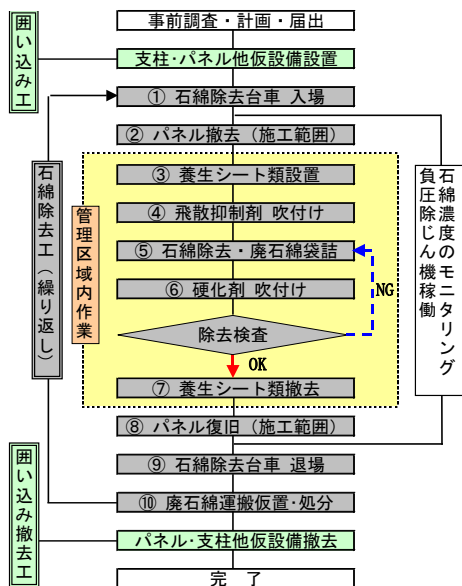 囲い込み工
事前調査・計画・届出
支柱・パネル他仮設備設置
① 石綿除去台車 入場
② パネル撤去（施工範囲）
石綿除去工（繰り返し）
管理区域内作業
③ 養生シート類設置
④ 飛散抑制剤 吹付け
⑤ 石綿除去・廃石綿袋詰
⑥ 硬化剤 吹付け
NG
除去検査
OK
⑦ 養生シート類撤去
石綿濃度のモニタリング
負圧除じん機稼働
⑧ パネル復旧（施工範囲）
⑨ 石綿除去台車 退場
⑩ 廃石綿運搬仮置・処分
囲い込み撤去工
パネル・支柱他仮設備撤去
完 了